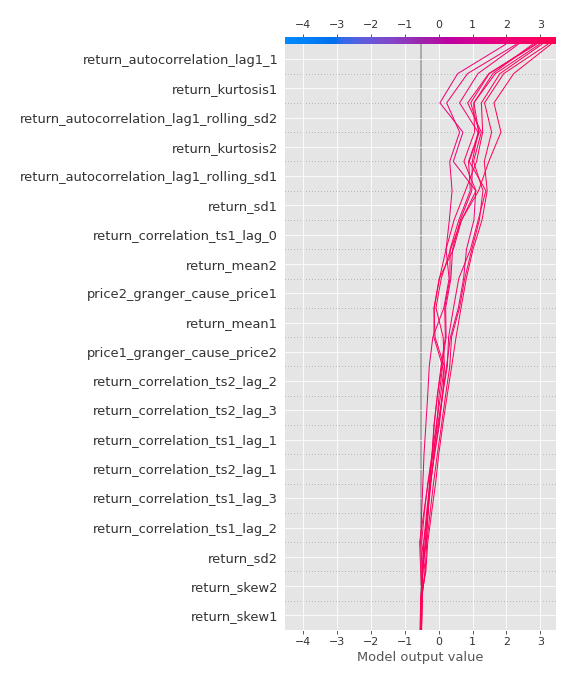 −4 −3 −2 −1 0 1 2 3
return_autocorrelation_lag1_1
return_kurtosis1
return_autocorrelation_lag1_rolling_sd2
return_kurtosis2
return_autocorrelation_lag1_rolling_sd1
return_sd1
return_correlation_ts1_lag_0
return_mean2
price2_granger_cause_price1
return_mean1
price1_granger_cause_price2
return_correlation_ts2_lag_2
return_correlation_ts2_lag_3
return_correlation_ts1_lag_1
return_correlation_ts2_lag_1
return_correlation_ts1_lag_3
return_correlation_ts1_lag_2
return_sd2
return_skew2
return_skew1
−4 −3 −2 −1 0 1 2 3
Model output value